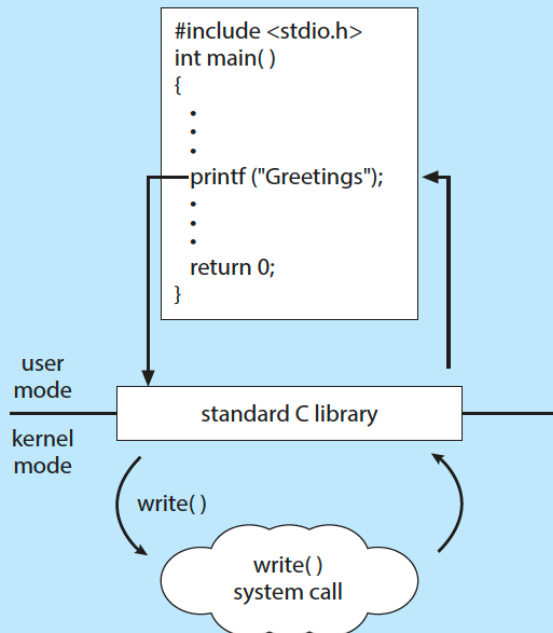 #include <stdio.h>
int main( )
{
•
•
•
printf ("Greetings");
•
•
•
return 0;
}
user
mode
standard C library
kernel
mode
write( )
write( )
system call